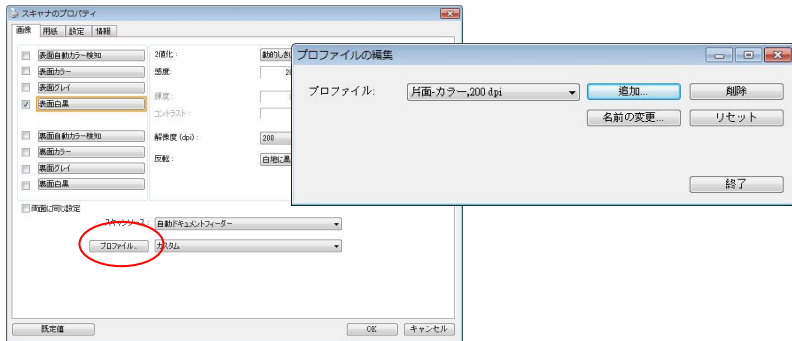 スキャナのプロパティ
画像 用紙 設定 情報
表面自動カラー検知
表面カラー
表面グレイ
表面白黒
裏面自動カラー検知
裏面カラー
裏面グレイ
裏面白黒
2値化 :
感度:
輝度:
コントラスト:
解像度 (dpi) :
200
反転:
両面に同じ設定
スキャンソース : 自動ドキュメントフィーダー
プロファイル... カスタム
既定値 OK キャンセル
プロファイルの編集
プロファイル: 片面-カラー,200 dpi 追加... 削除
名前の変更... リセット
終了